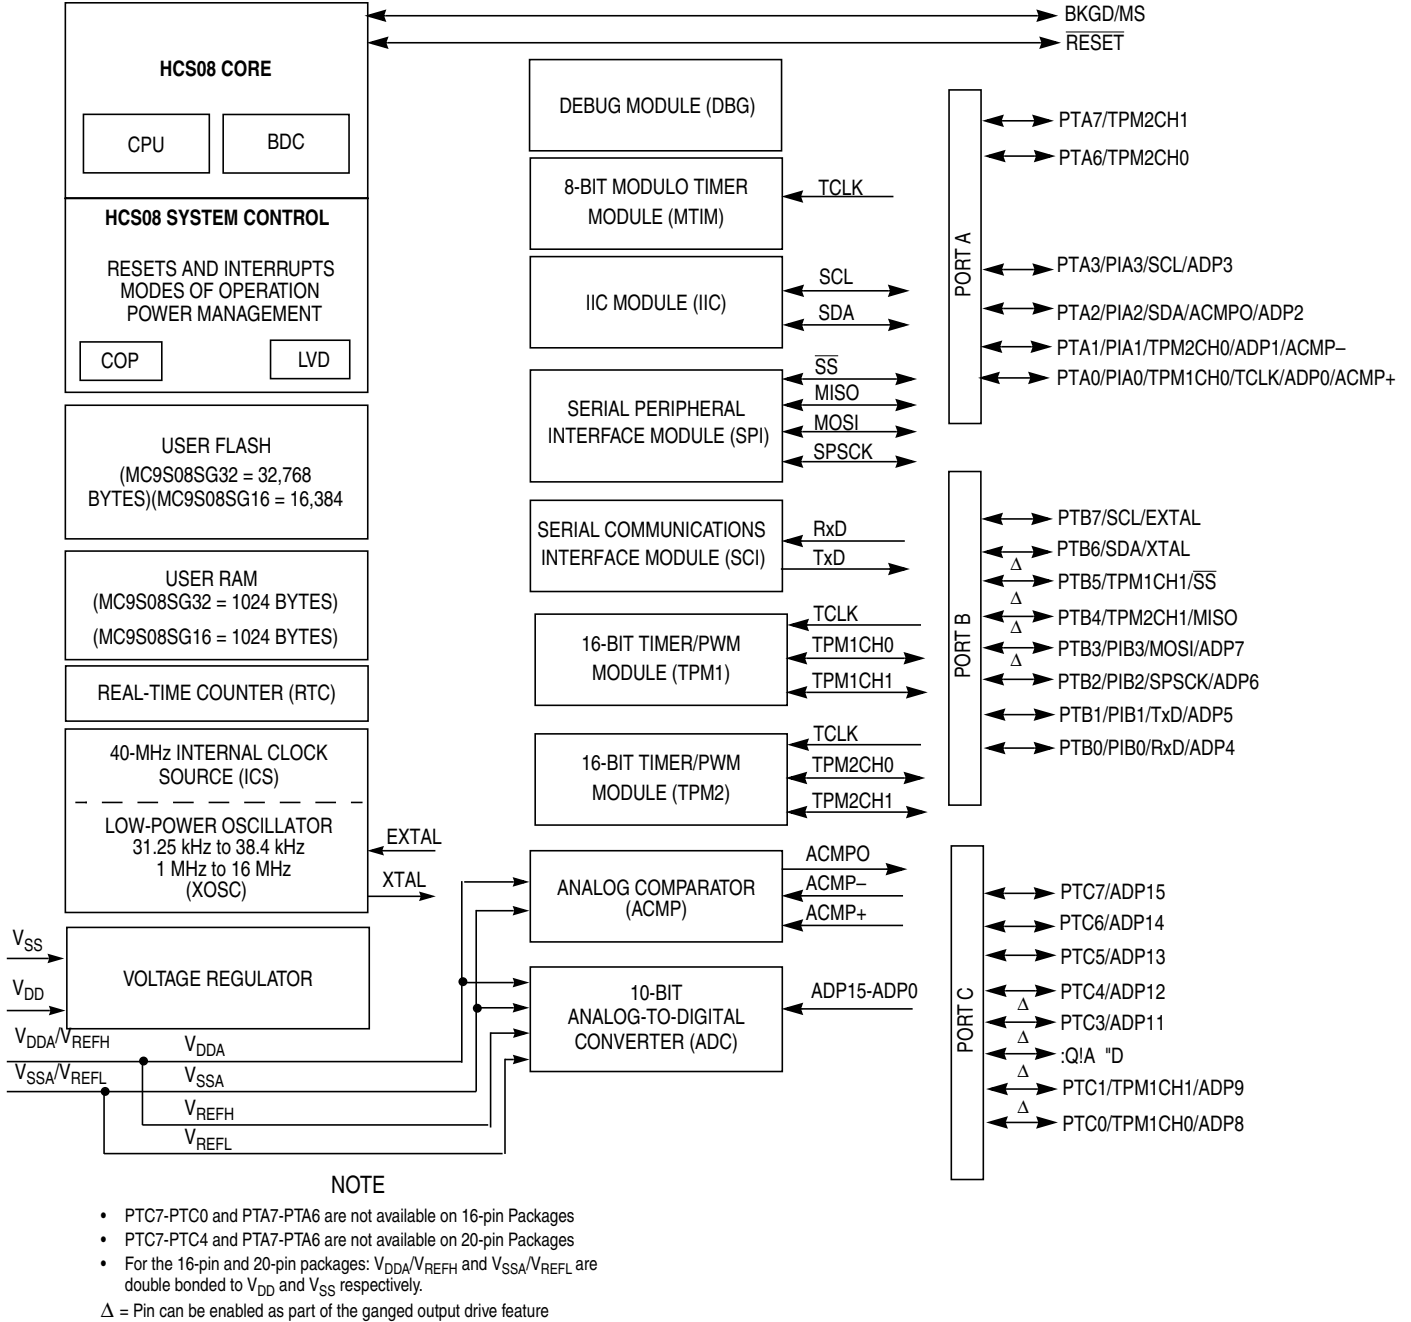 BKGD/MS
RESET
HCS08 CORE
CPU
BDC
HCS08 SYSTEM CONTROL
RESETS AND INTERRUPTS
MODES OF OPERATION
POWER MANAGEMENT
COP
LVD
USER FLASH
(MC9S08SG32 = 32,768
BYTES)(MC9S08SG16 = 16,384
USER RAM
(MC9S08SG32 = 1024 BYTES)
(MC9S08SG16 = 1024 BYTES)
REAL-TIME COUNTER (RTC)
40-MHz INTERNAL CLOCK
SOURCE (ICS)
LOW-POWER OSCILLATOR
31.25 kHz to 38.4 kHz
1 MHz to 16 MHz
(XOSC)
EXTAL
XTAL
VSS
VDD
VOLTAGE REGULATOR
VDDA/VREFH
VSSA/VREFL
VDDA
VSSA
VREFH
VREFL
DEBUG MODULE (DBG)
8-BIT MODULO TIMER
MODULE (MTIM)
TCLK
IIC MODULE (IIC)
SCL
SDA
SERIAL PERIPHERAL
INTERFACE MODULE (SPI)
SS
MISO
MOSI
SPSCK
SERIAL COMMUNICATIONS
INTERFACE MODULE (SCI)
RxD
TxD
16-BIT TIMER/PWM
MODULE (TPM1)
TCLK
TPM1CH0
TPM1CH1
16-BIT TIMER/PWM
MODULE (TPM2)
TCLK
TPM2CH0
TPM2CH1
ANALOG COMPARATOR
(ACMP)
ACMPO
ACMP–
ACMP+
10-BIT
ANALOG-TO-DIGITAL
CONVERTER (ADC)
ADP15-ADP0
PORT A
PTA7/TPM2CH1
PTA6/TPM2CH0
PTA3/PIA3/SCL/ADP3
PTA2/PIA2/SDA/ACMPO/ADP2
PTA1/PIA1/TPM2CH0/ADP1/ACMP–
PTA0/PIA0/TPM1CH0/TCLK/ADP0/ACMP+
PORT B
PTB7/SCL/EXTAL
PTB6/SDA/XTAL
Δ
PTB5/TPM1CH1/SS
Δ
PTB4/TPM2CH1/MISO
Δ
PTB3/PIB3/MOSI/ADP7
Δ
PTB2/PIB2/SPSCK/ADP6
PTB1/PIB1/TxD/ADP5
PTB0/PIB0/RxD/ADP4
PORT C
PTC7/ADP15
PTC6/ADP14
PTC5/ADP13
PTC4/ADP12
Δ
PTC3/ADP11
Δ
:Q!A "D
Δ
PTC1/TPM1CH1/ADP9
Δ
PTC0/TPM1CH0/ADP8
NOTE
• PTC7-PTC0 and PTA7-PTA6 are not available on 16-pin Packages
• PTC7-PTC4 and PTA7-PTA6 are not available on 20-pin Packages
• For the 16-pin and 20-pin packages: VDDA/VREFH and VSSA/VREFL are
double bonded to VDD and VSS respectively.
Δ = Pin can be enabled as part of the ganged output drive feature